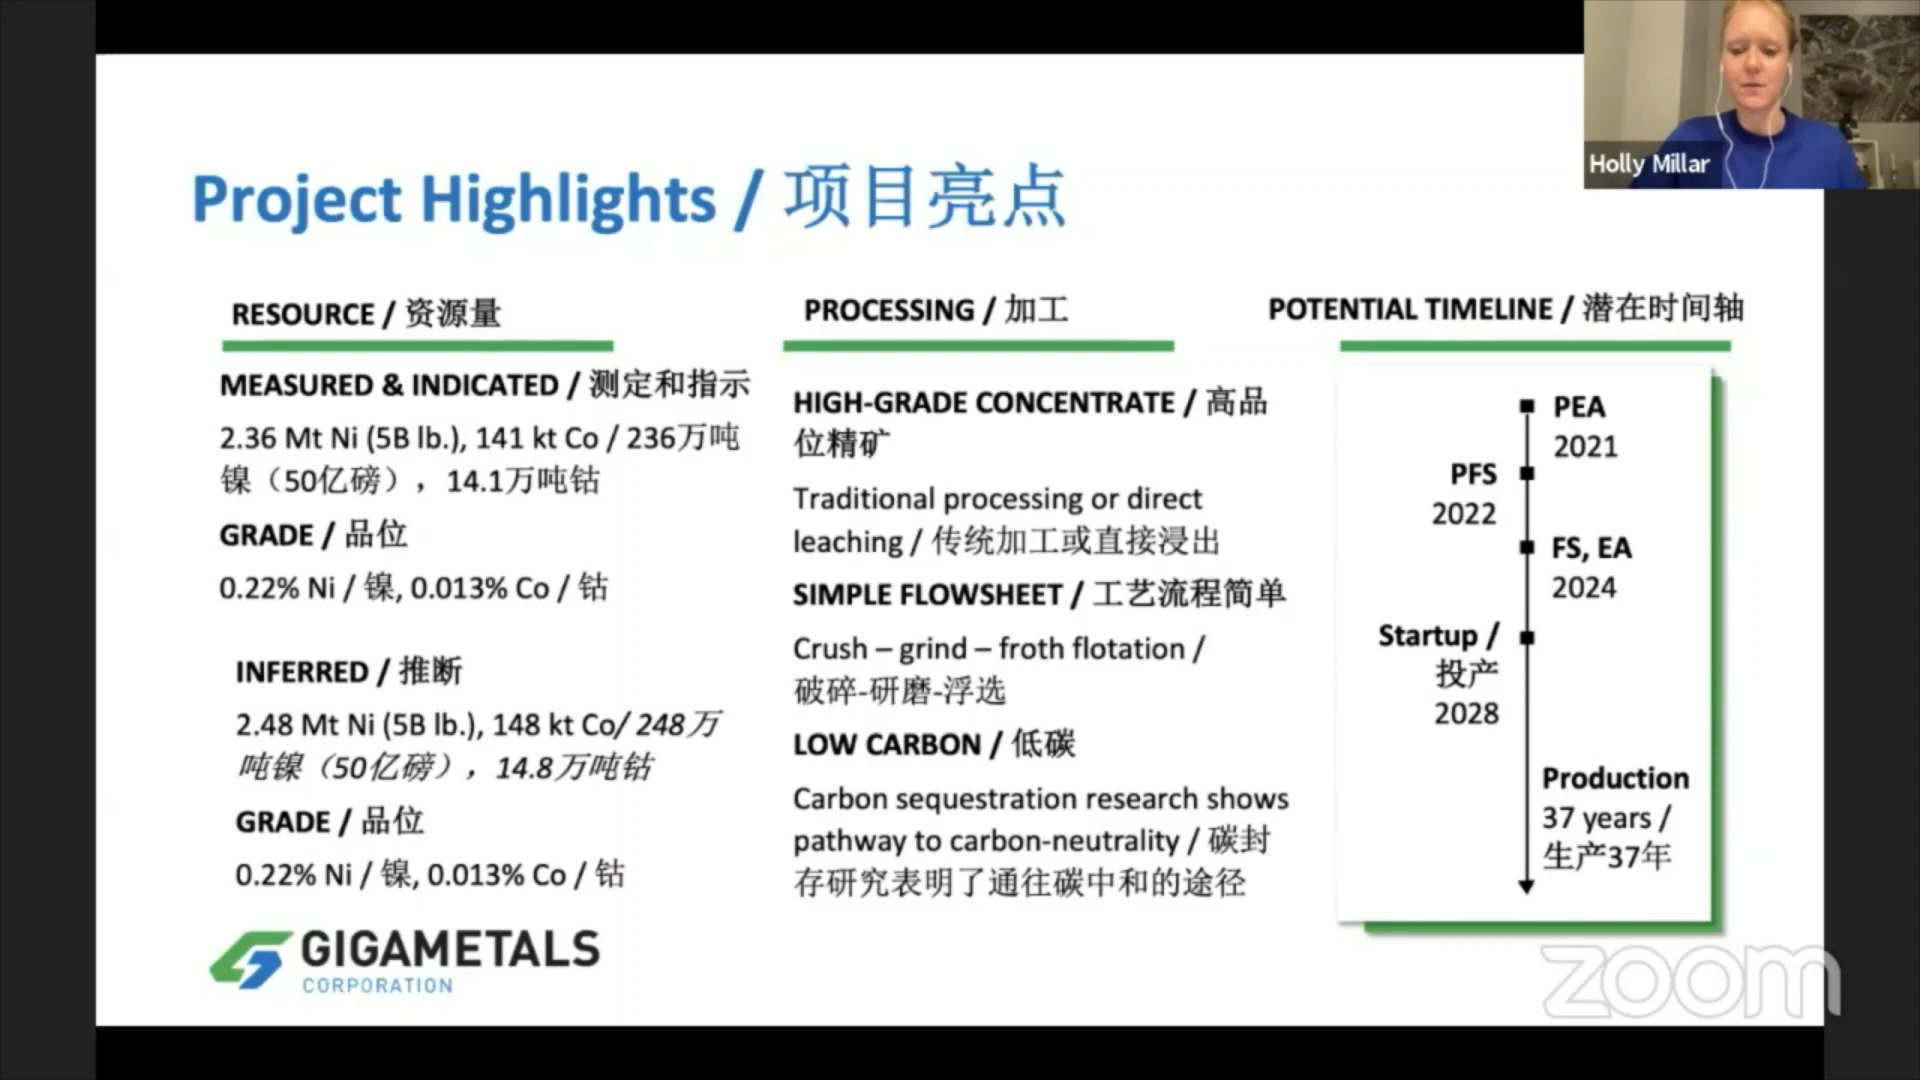 Holly Millar
Project Highlights / 项目亮点
RESOURCE / 资源量
MEASURED & INDICATED / 测定和指示
2.36 Mt Ni (5B lb.), 141 kt Co / 236万吨
镍（50亿磅），14.1万吨钴
GRADE / 品位
0.22% Ni / 镍, 0.013% Co / 钴
INFERRED / 推断
2.48 Mt Ni (5B lb.), 148 kt Co/ 248万
吨镍（50亿磅），14.8万吨钴
GRADE / 品位
0.22% Ni / 镍, 0.013% Co / 钴
PROCESSING / 加工
HIGH-GRADE CONCENTRATE / 高品
位精矿
Traditional processing or direct
leaching / 传统加工或直接浸出
SIMPLE FLOWSHEET / 工艺流程简单
Crush – grind – froth flotation /
破碎-研磨-浮选
LOW CARBON / 低碳
Carbon sequestration research shows
pathway to carbon-neutrality / 碳封
存研究表明了通往碳中和的途径
POTENTIAL TIMELINE / 潜在时间轴
PEA
2021
PFS
2022
FS, EA
2024
Startup /
投产
2028
Production
37 years /
生产37年
GIGAMETALS
CORPORATION
zoom